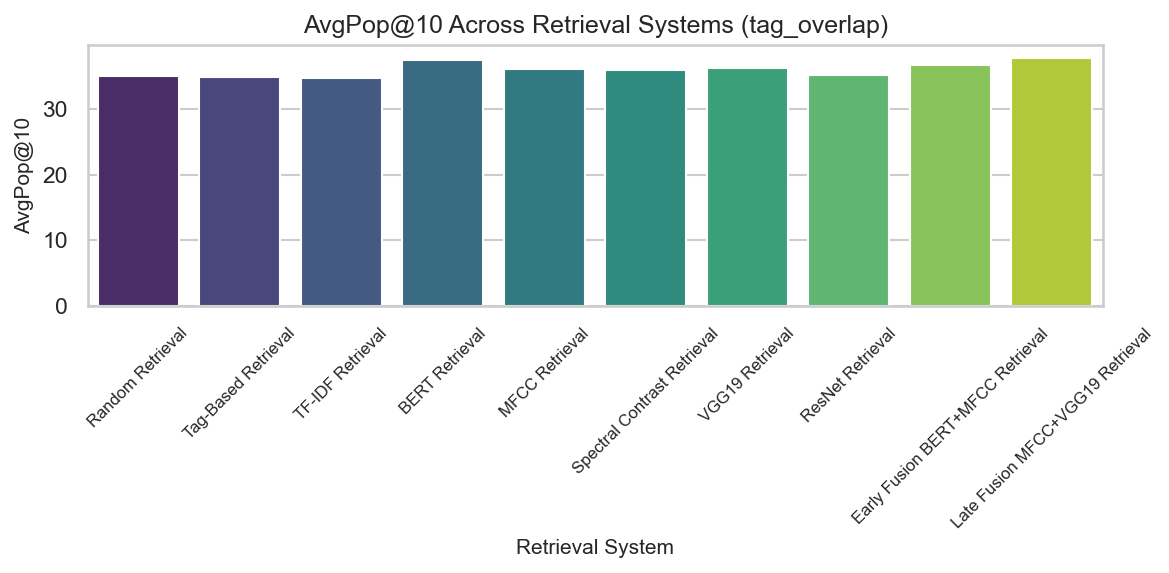 AvgPop@10 Across Retrieval Systems (tag_overlap)
AvgPop@10
30
20
10
0
Random Retrieval
Tag-Based Retrieval
TF-IDF Retrieval
BERT Retrieval
MFCC Retrieval
Spectral Contrast Retrieval
VGG19 Retrieval
ResNet Retrieval
Early Fusion BERT+MFCC Retrieval
Late Fusion MFCC+VGG19 Retrieval
Retrieval System